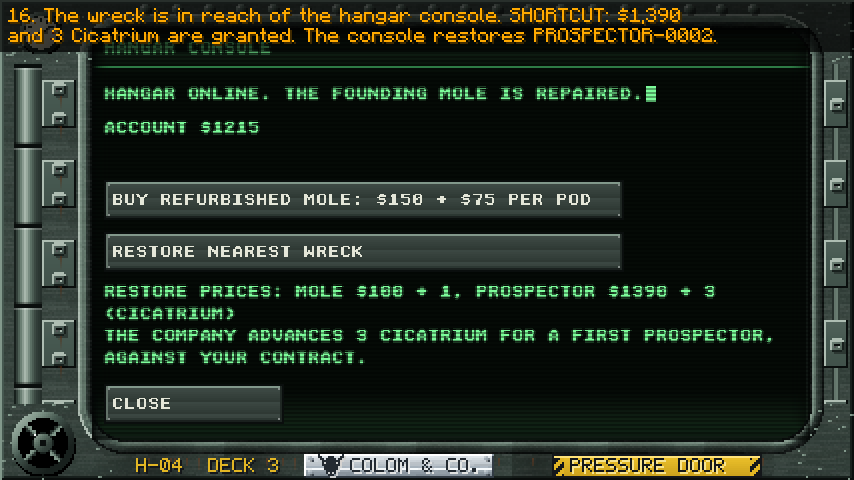 16. The wreck is in reach of the hangar console. SHORTCUT: $1,390
and 3 Cicatrium are granted. The console restores PROSPECTOR-0002.
HANGAR CONSOLE
HANGAR ONLINE. THE FOUNDING MOLE IS REPAIRED.
ACCOUNT $1215
BUY REFURBISHED MOLE: $150 + $75 PER POD
RESTORE NEAREST WRECK
RESTORE PRICES: MOLE $100 + 1, PROSPECTOR $1390 + 3
(CICATRIUM)
THE COMPANY ADVANCES 3 CICATRIUM FOR A FIRST PROSPECTOR,
AGAINST YOUR CONTRACT.
CLOSE
H-04 DECK 3 COLOM & CO. PRESSURE DOOR